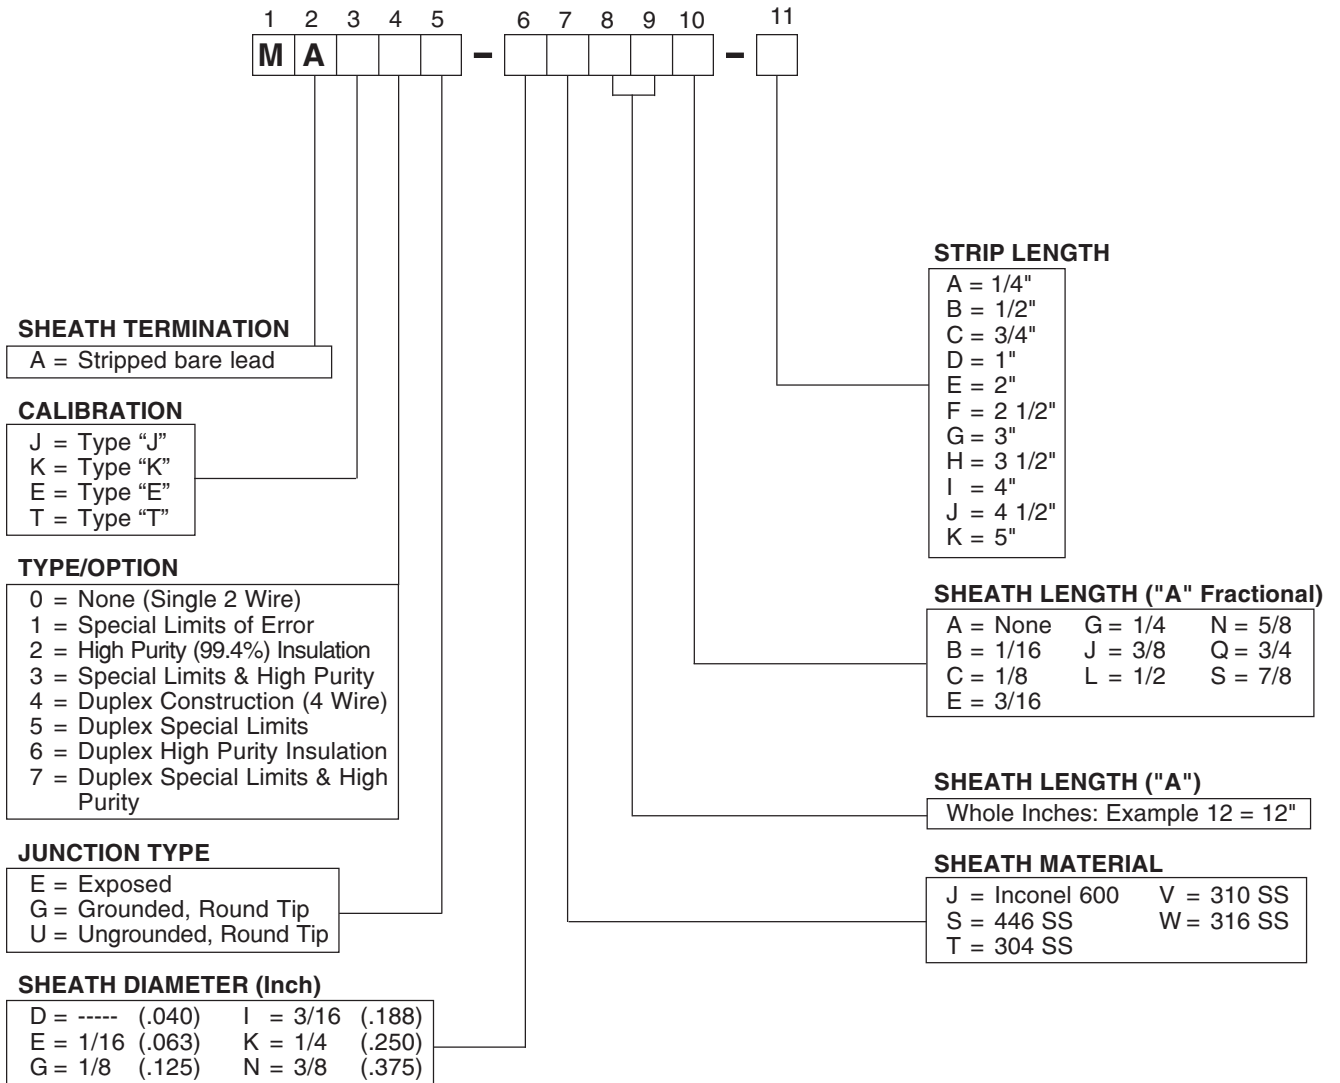 1 2 3 4 5 6 7 8 9 10 11
M A – –
STRIP LENGTH
A = 1/4"
B = 1/2"
C = 3/4"
D = 1"
E = 2"
F = 2 1/2"
G = 3"
H = 3 1/2"
I = 4"
J = 4 1/2"
K = 5"
SHEATH TERMINATION
A = Stripped bare lead
CALIBRATION
J = Type “J”
K = Type “K”
E = Type “E”
T = Type “T”
TYPE/OPTION
0 = None (Single 2 Wire)
1 = Special Limits of Error
2 = High Purity (99.4%) Insulation
3 = Special Limits & High Purity
4 = Duplex Construction (4 Wire)
5 = Duplex Special Limits
6 = Duplex High Purity Insulation
7 = Duplex Special Limits & High
Purity
SHEATH LENGTH ("A" Fractional)
A = None G = 1/4 N = 5/8
B = 1/16 J = 3/8 Q = 3/4
C = 1/8 L = 1/2 S = 7/8
E = 3/16
SHEATH LENGTH ("A")
Whole Inches: Example 12 = 12"
JUNCTION TYPE
E = Exposed
G = Grounded, Round Tip
U = Ungrounded, Round Tip
SHEATH MATERIAL
J = Inconel 600 V = 310 SS
S = 446 SS W = 316 SS
T = 304 SS
SHEATH DIAMETER (Inch)
D = ----- (.040) I = 3/16 (.188)
E = 1/16 (.063) K = 1/4 (.250)
G = 1/8 (.125) N = 3/8 (.375)